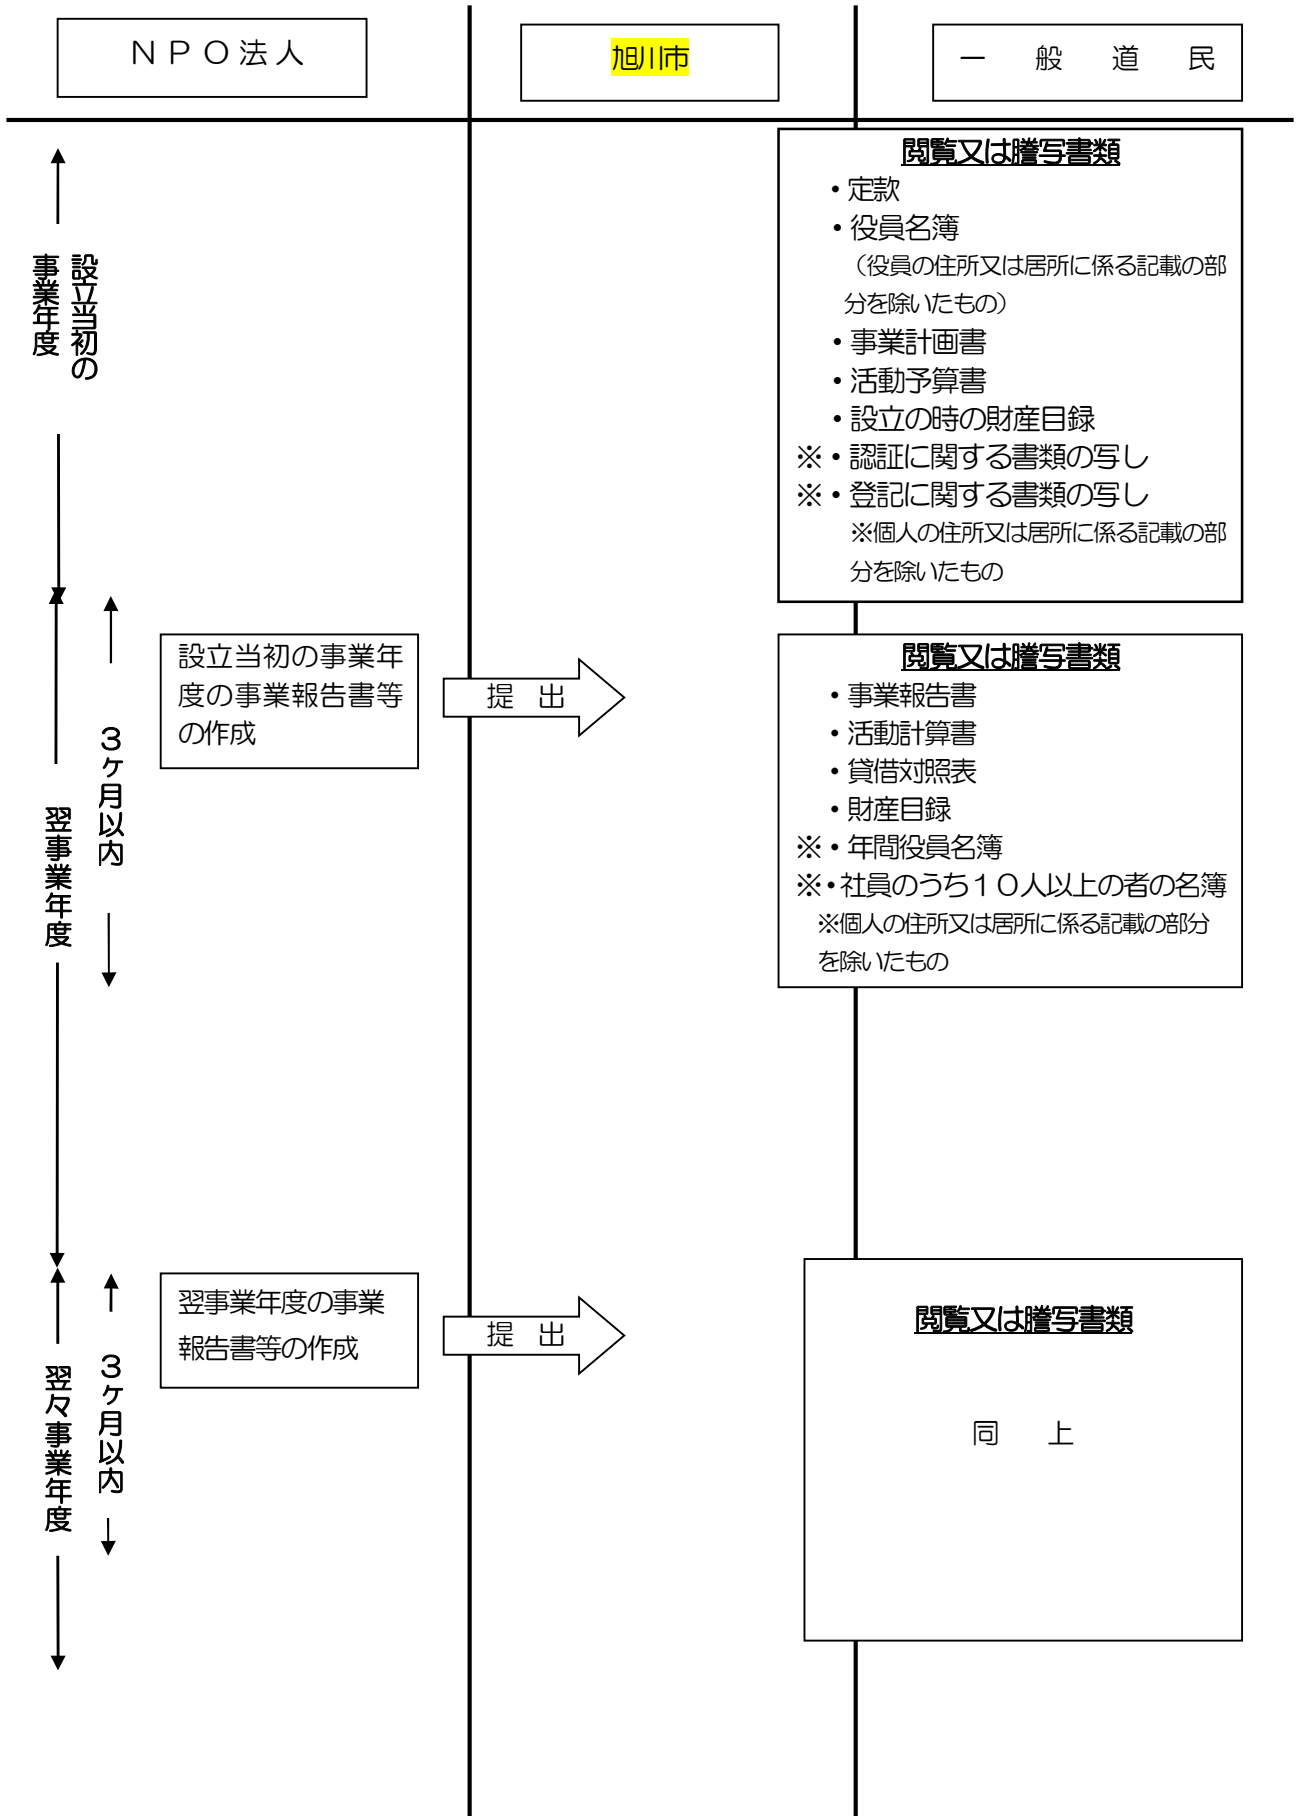 ＮＰＯ法人
旭川市
一般道民
設立当初の
事業年度
閲覧又は謄写書類
・定款
・役員名簿
（役員の住所又は居所に係る記載の部
分を除いたもの）
・事業計画書
・活動予算書
・設立の時の財産目録
※・認証に関する書類の写し
※・登記に関する書類の写し
※個人の住所又は居所に係る記載の部
分を除いたもの
翌事業年度
３ヶ月以内
設立当初の事業年
度の事業報告書等
の作成
提出
閲覧又は謄写書類
・事業報告書
・活動計算書
・貸借対照表
・財産目録
※・年間役員名簿
※・社員のうち１０人以上の者の名簿
※個人の住所又は居所に係る記載の部分
を除いたもの
翌々事業年度
３ヶ月以内
翌事業年度の事業
報告書等の作成
提出
閲覧又は謄写書類
同上